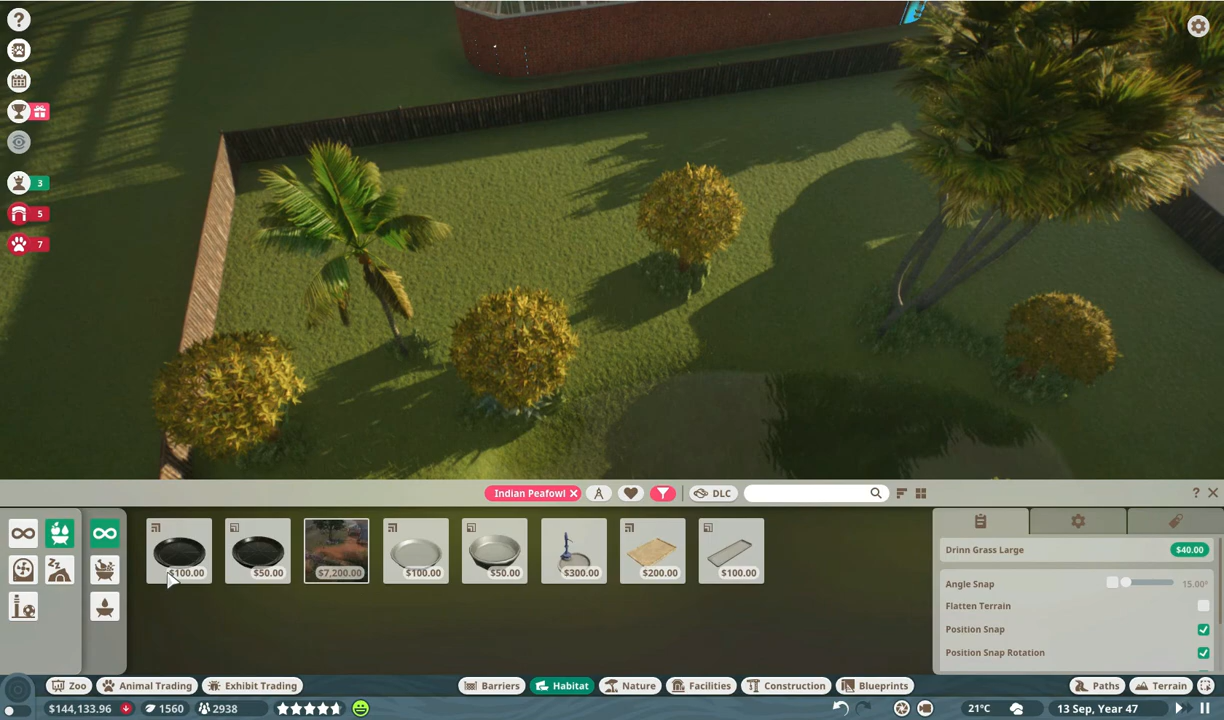 ?
3
5
7
Indian Peafowl ×
DLC
? ×
$100.00
$50.00
$7,200.00
$100.00
$50.00
$300.00
$200.00
$100.00
Drinn Grass Large
$40.00
Angle Snap
15.00°
Flatten Terrain
Position Snap
Position Snap Rotation
Zoo
Animal Trading
Exhibit Trading
Barriers
Habitat
Nature
Facilities
Construction
Blueprints
Paths
Terrain
$144,133.96
1560
2938
21°C
13 Sep, Year 47